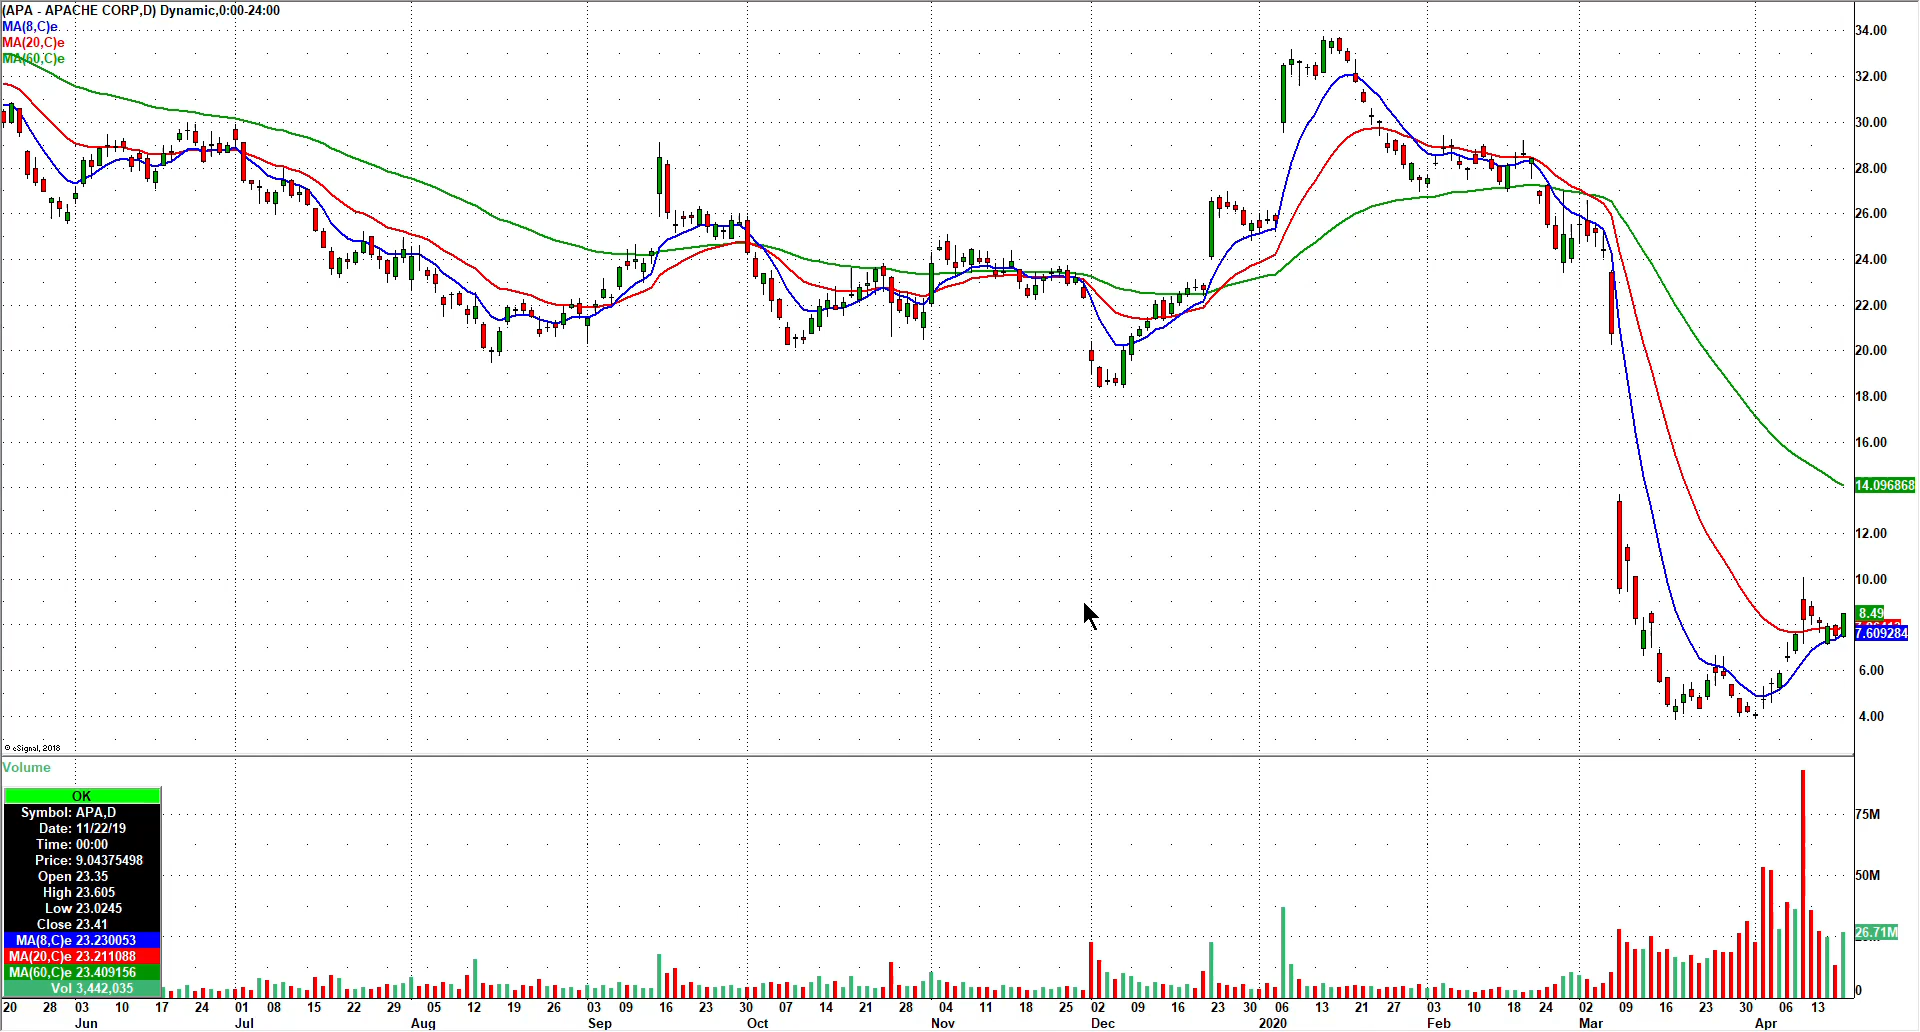 (APA - APACHE CORP,D) Dynamic,0:00-24:00
MA(8,C)e
MA(20,C)e
MA(60,C)e
34.00
32.00
30.00
28.00
26.00
24.00
22.00
20.00
18.00
16.00
14.096868
12.00
10.00
8.49
7.609284
6.00
4.00
© eSignal, 2018
Volume
OK
Symbol: APA,D
Date: 11/22/19
Time: 00:00
Price: 9.04375498
Open 23.35
High 23.605
Low 23.0245
Close 23.41
MA(8,C)e 23.230053
MA(20,C)e 23.211088
MA(60,C)e 23.409156
Vol 3,442,035
75M
50M
26.71M
0
20 28 03 10 17 24 01 08 15 22 29 05 12 19 26 03 09 16 23 30 07 14 21 28 04 11 18 25 02 09 16 23 30 06 13 21 27 03 10 18 24 02 09 16 23 30 06 13
Jun Jul Aug Sep Oct Nov Dec 2020 Feb Mar Apr